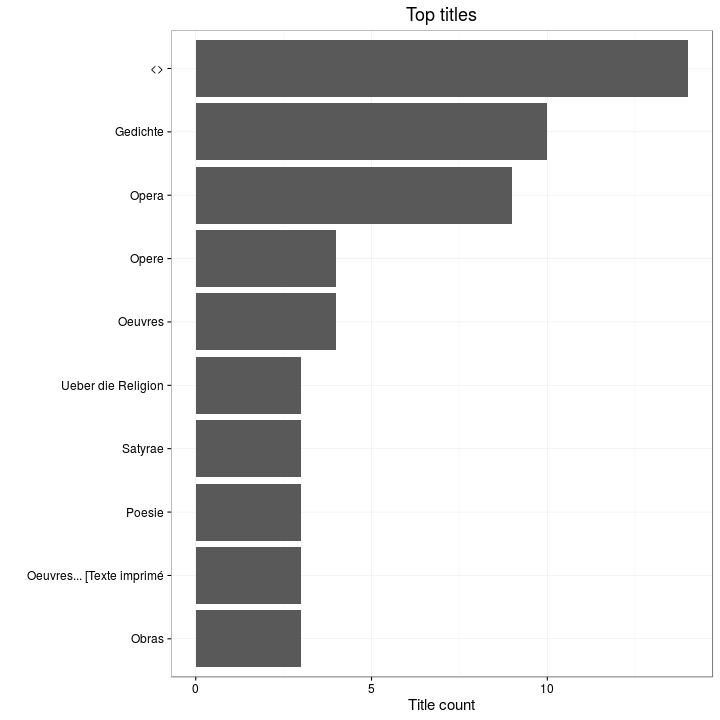 Top titles
<>
Gedichte
Opera
Opere
Oeuvres
Ueber die Religion
Satyrae
Poesie
Oeuvres... [Texte imprimé
Obras
0 5 10
Title count